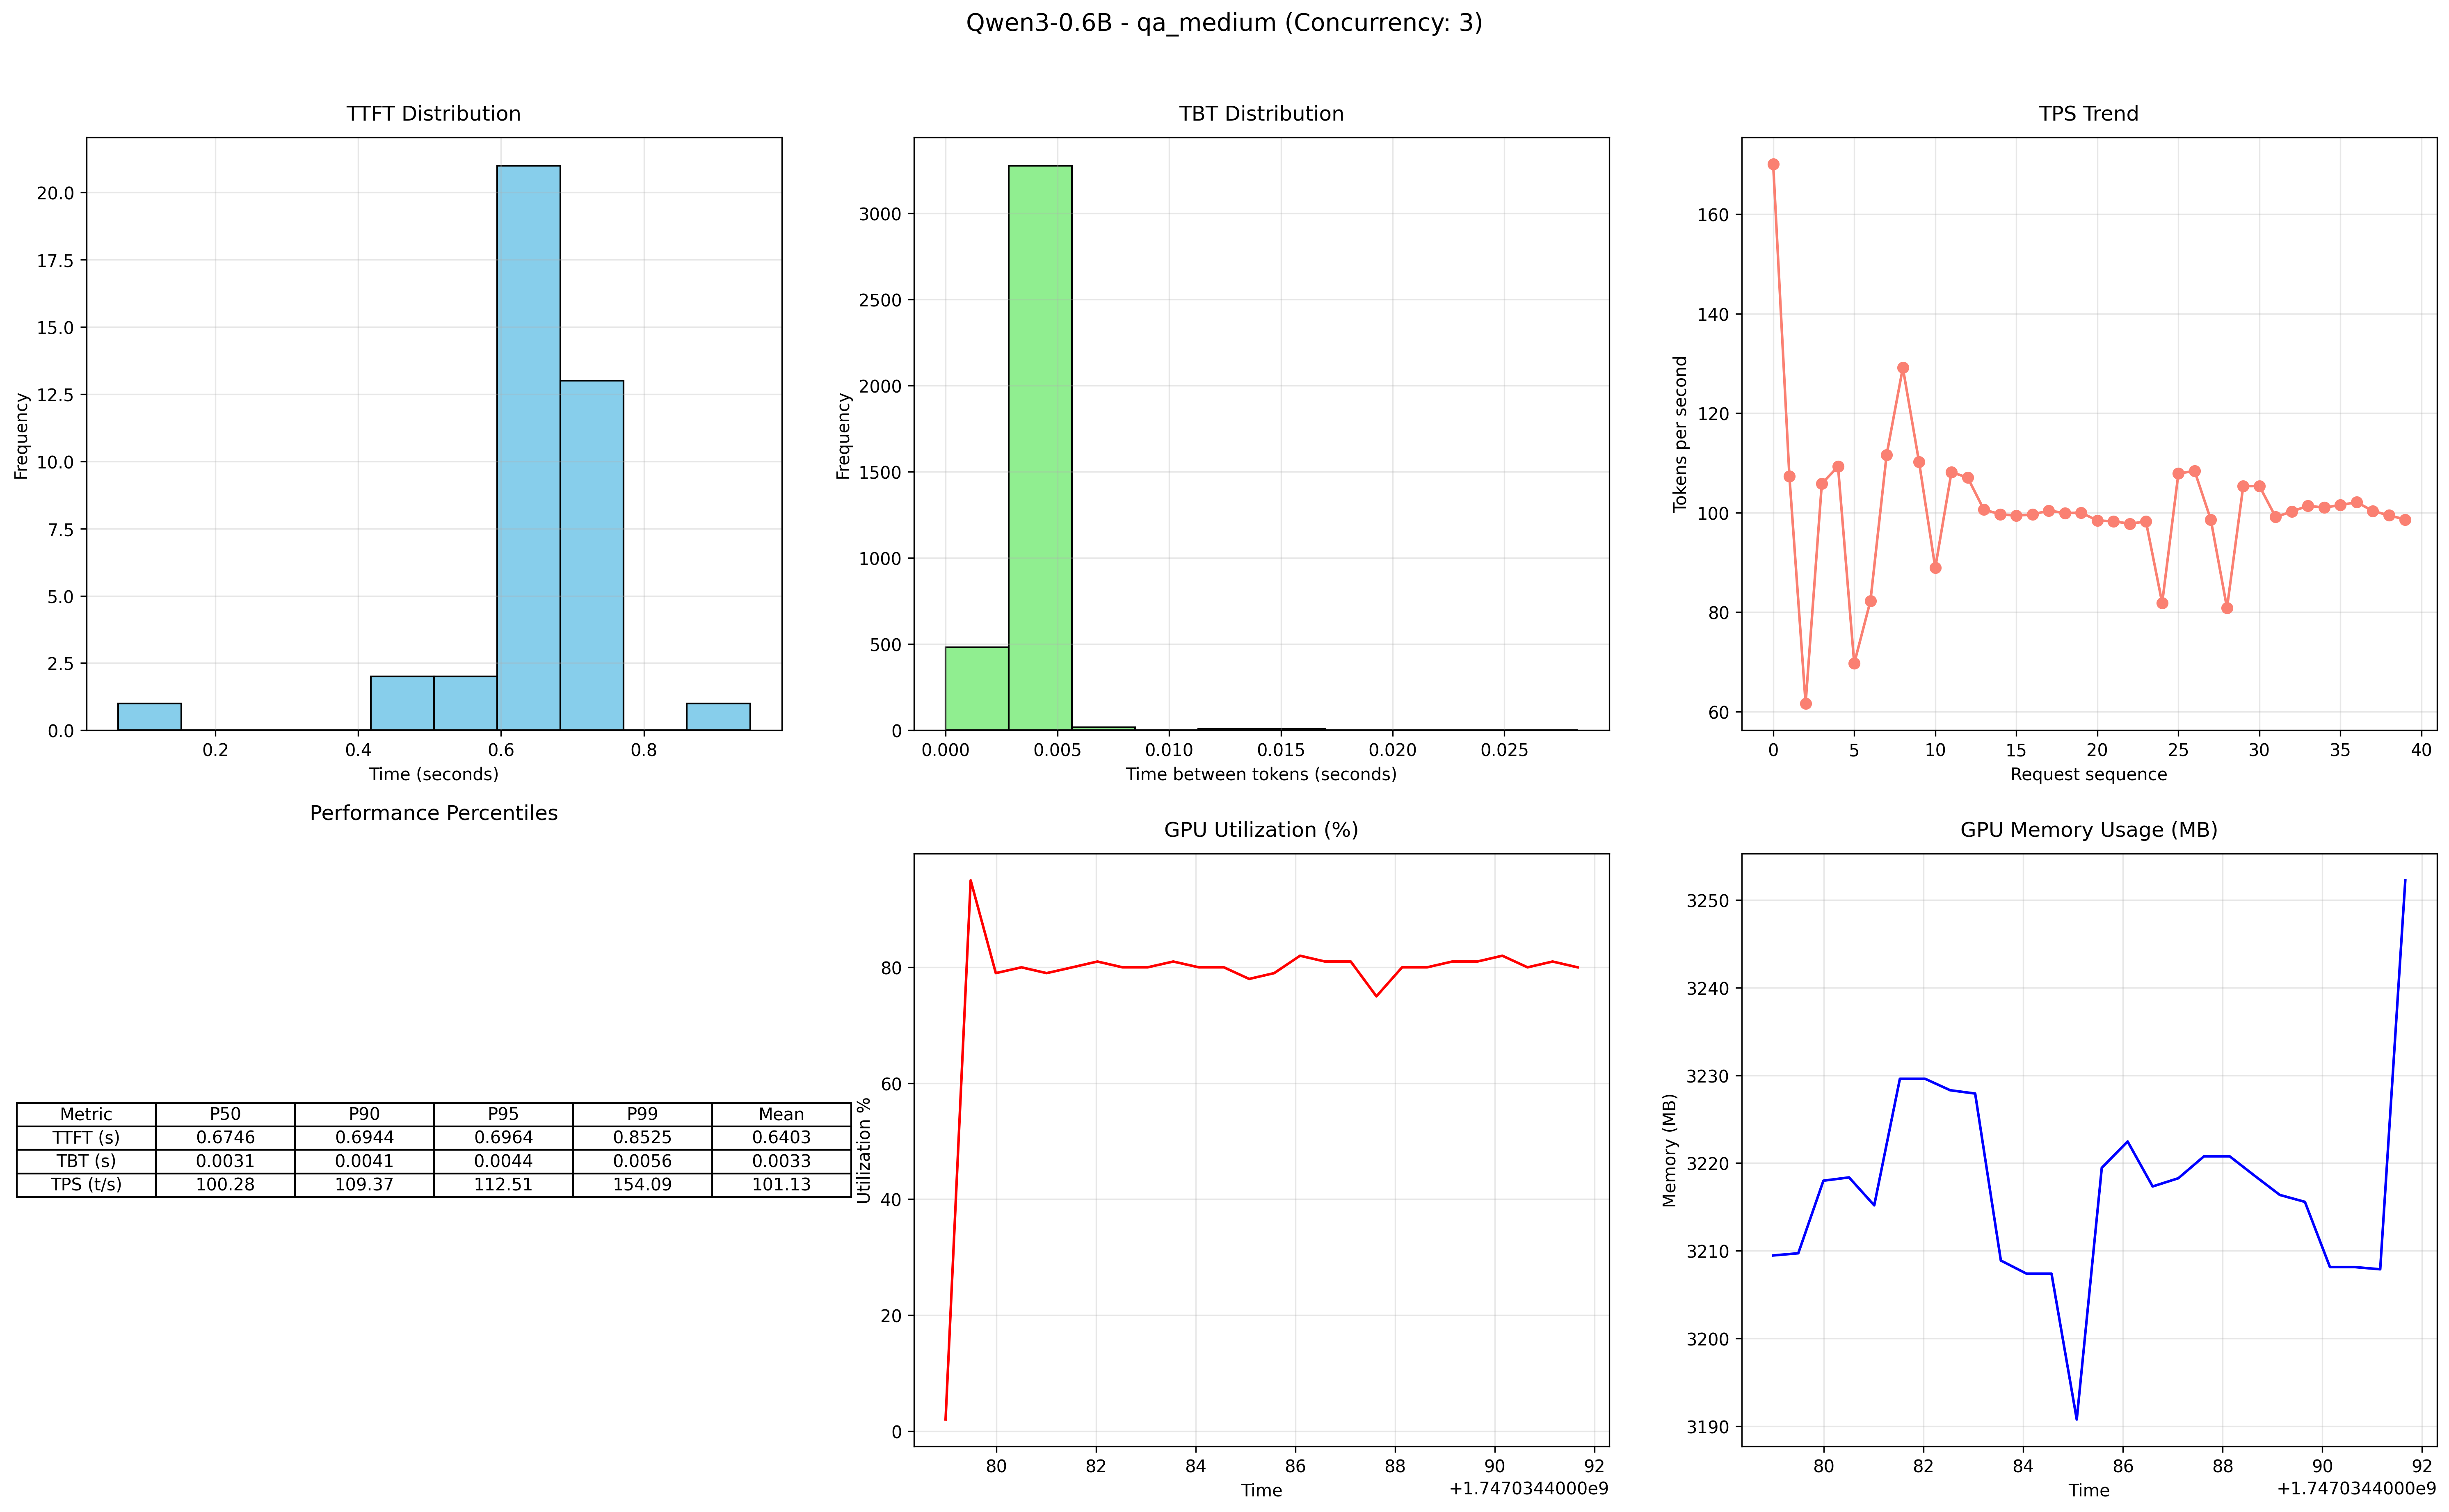 Qwen3-0.6B - qa_medium (Concurrency: 3)
TTFT Distribution
Frequency
20.0
17.5
15.0
12.5
10.0
7.5
5.0
2.5
0.0
0.2 0.4 0.6 0.8
Time (seconds)
TBT Distribution
Frequency
3000
2500
2000
1500
1000
500
0
0.000 0.005 0.010 0.015 0.020 0.025
Time between tokens (seconds)
TPS Trend
Tokens per second
160
140
120
100
80
60
0 5 10 15 20 25 30 35 40
Request sequence
Performance Percentiles
Metric P50 P90 P95 P99 Mean
TTFT (s) 0.6746 0.6944 0.6964 0.8525 0.6403
TBT (s) 0.0031 0.0041 0.0044 0.0056 0.0033
TPS (t/s) 100.28 109.37 112.51 154.09 101.13
GPU Utilization (%)
Utilization %
80
60
40
20
0
80 82 84 86 88 90 92
Time
+1.7470344000e9
GPU Memory Usage (MB)
Memory (MB)
3250
3240
3230
3220
3210
3200
3190
80 82 84 86 88 90 92
Time
+1.7470344000e9